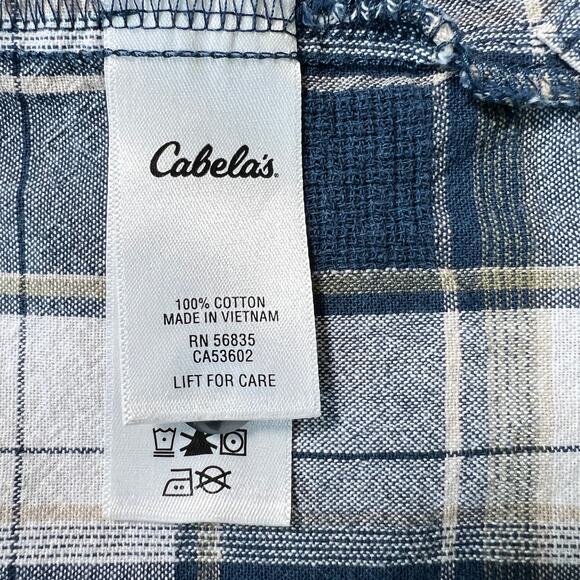 Cabela's.
100% COTTON
MADE IN VIETNAM
RN 56835
CA53602
LIFT FOR CARE